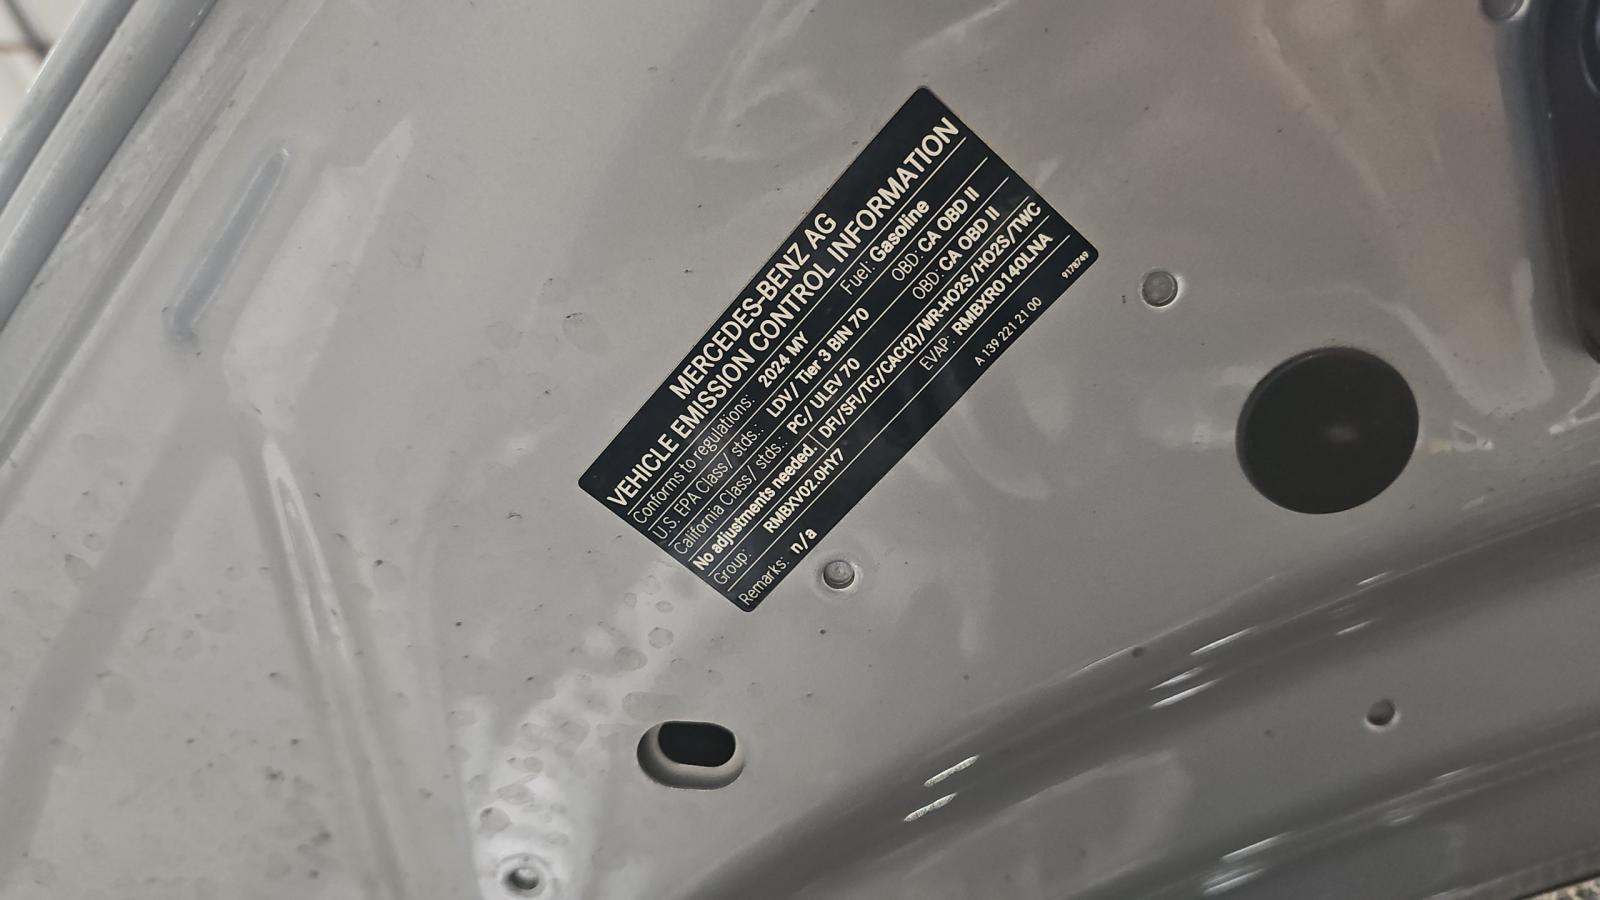 MERCEDES-BENZ AG
VEHICLE EMISSION CONTROL INFORMATION
Conforms to regulations: 2024 MY Fuel: Gasoline
U.S. EPA Class/ stds.: LDV/ Tier 3 BIN 70 OBD: CA OBD II
California Class/ stds.: PC/ ULEV 70 OBD: CA OBD II
No adjustments needed. DFI/SFI/TC/CAC(2)/WR-HO2S/HO2S/TWC
Group: RMBXV02.0HY7 EVAP: RMBXR0140LNA
Remarks: n/a A 139 221 21 00 9178749